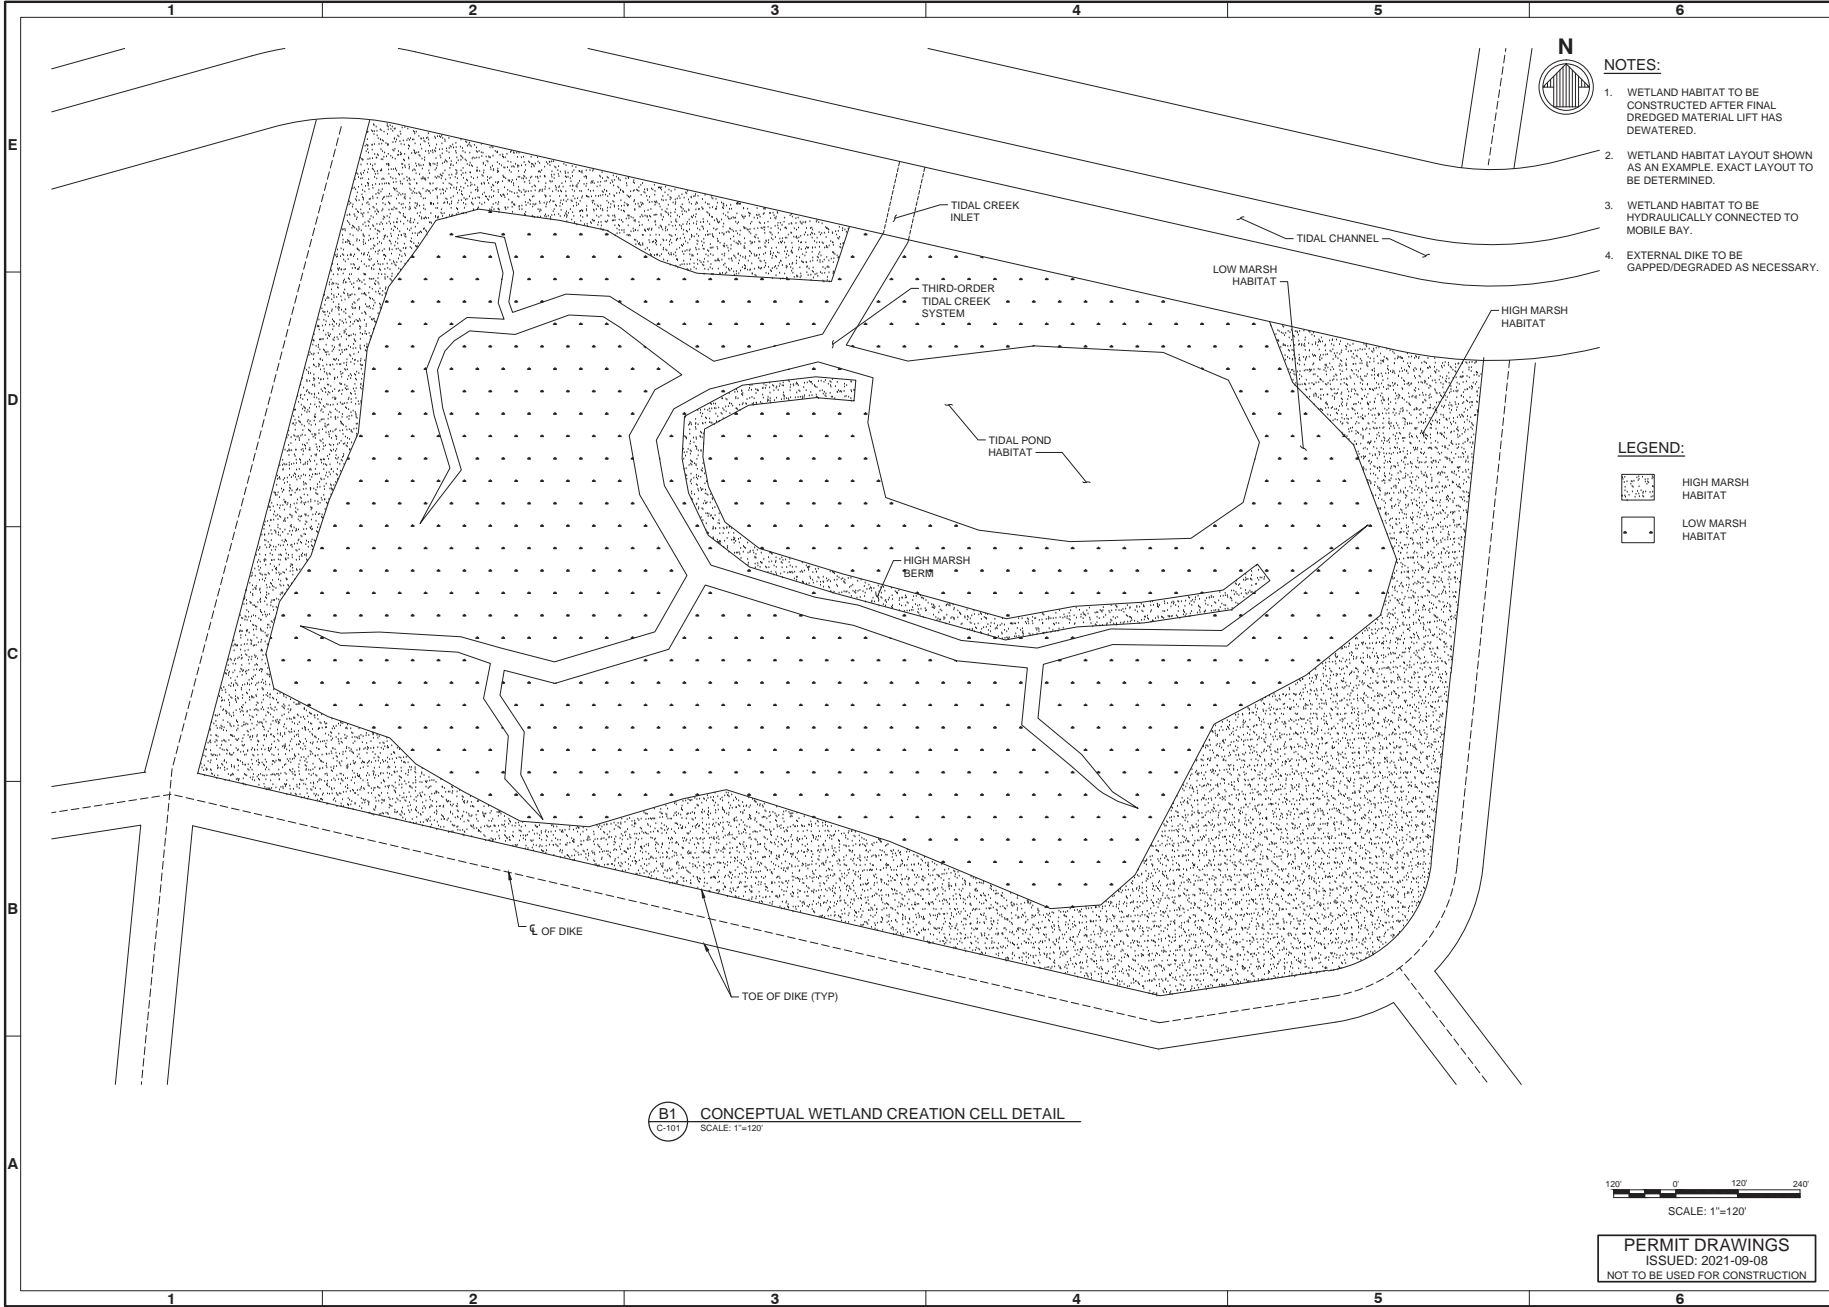 1 2 3 4 5 6
N
NOTES:
1. WETLAND HABITAT TO BE
CONSTRUCTED AFTER FINAL
DREDGED MATERIAL LIFT HAS
DEWATERED.
2. WETLAND HABITAT LAYOUT SHOWN
AS AN EXAMPLE. EXACT LAYOUT TO
BE DETERMINED.
3. WETLAND HABITAT TO BE
HYDRAULICALLY CONNECTED TO
MOBILE BAY.
4. EXTERNAL DIKE TO BE
GAPPED/DEGRADED AS NECESSARY.
E
TIDAL CREEK
INLET
TIDAL CHANNEL
LOW MARSH
HABITAT
THIRD-ORDER
TIDAL CREEK
SYSTEM
HIGH MARSH
HABITAT
D
TIDAL POND
HABITAT
LEGEND:
HIGH MARSH
HABITAT
LOW MARSH
HABITAT
HIGH MARSH
BERM
C
B
℄ OF DIKE
TOE OF DIKE (TYP)
B1
C-101
CONCEPTUAL WETLAND CREATION CELL DETAIL
SCALE: 1"=120'
A
120' 0' 120' 240'
SCALE: 1"=120'
PERMIT DRAWINGS
ISSUED: 2021-09-08
NOT TO BE USED FOR CONSTRUCTION
1 2 3 4 5 6